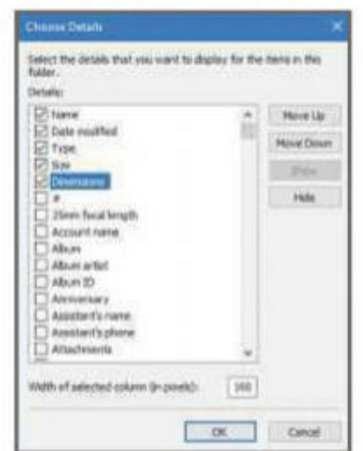 Choose Details
Select the details that you want to display for the items in this
folder.
Details:
Name
Date modified
Type
Size
Dimensions
#
35mm focal length
Account name
Album
Album artist
Album ID
Anniversary
Assistant's name
Assistant's phone
Attachments
Move Up
Move Down
Show
Hide
Width of selected column (in pixels):
OK
Cancel